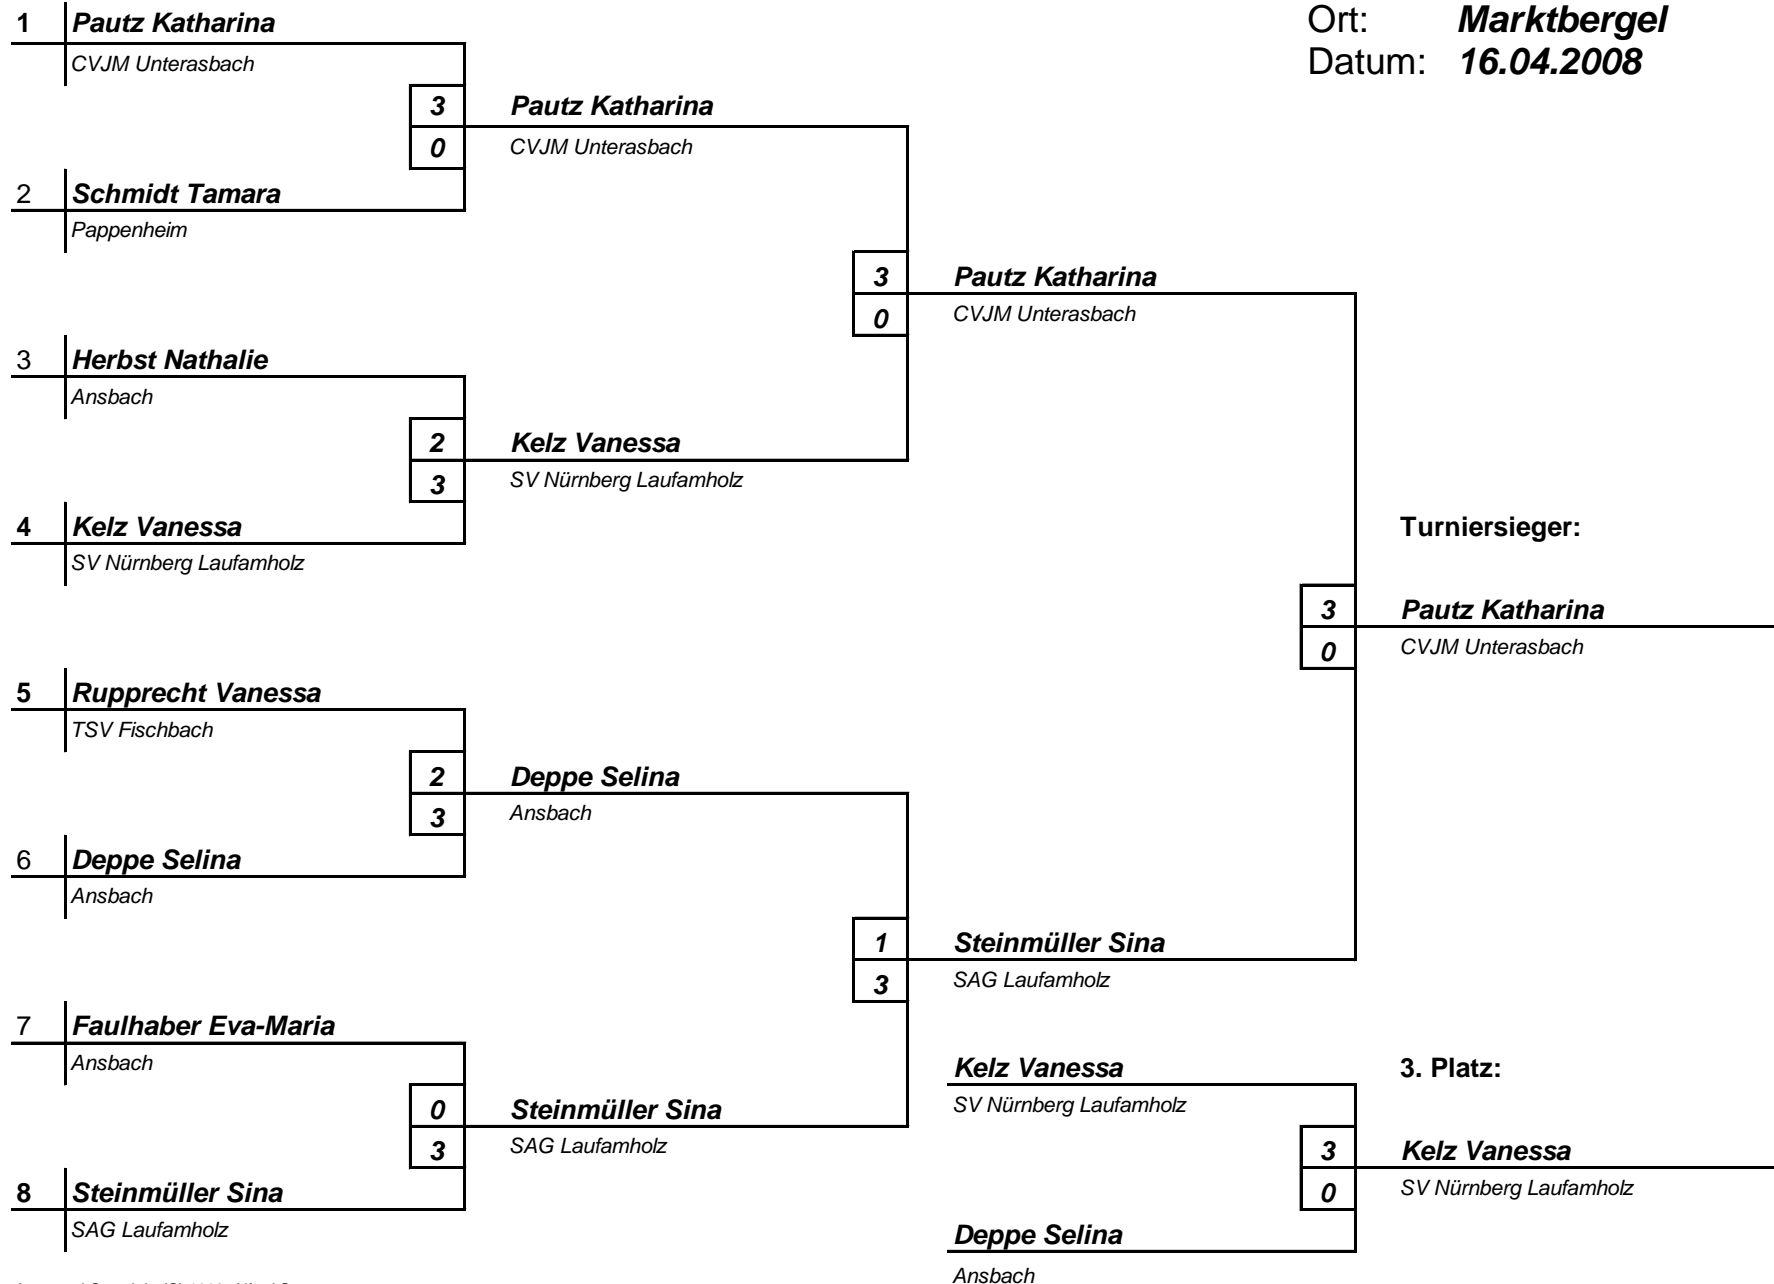 1 Pautz Katharina
CVJM Unterasbach
Ort: Marktbergel
Datum: 16.04.2008
3 Pautz Katharina
0 CVJM Unterasbach
2 Schmidt Tamara
Pappenheim
3 Pautz Katharina
0 CVJM Unterasbach
3 Herbst Nathalie
Ansbach
2 Kelz Vanessa
3 SV Nürnberg Laufamholz
4 Kelz Vanessa
SV Nürnberg Laufamholz
Turniersieger:
3 Pautz Katharina
0 CVJM Unterasbach
5 Rupprecht Vanessa
TSV Fischbach
2 Deppe Selina
3 Ansbach
6 Deppe Selina
Ansbach
1 Steinmüller Sina
3 SAG Laufamholz
7 Faulhaber Eva-Maria
Ansbach
Kelz Vanessa
SV Nürnberg Laufamholz
3. Platz:
0 Steinmüller Sina
3 SAG Laufamholz
3 Kelz Vanessa
0 SV Nürnberg Laufamholz
8 Steinmüller Sina
SAG Laufamholz
Deppe Selina
Ansbach